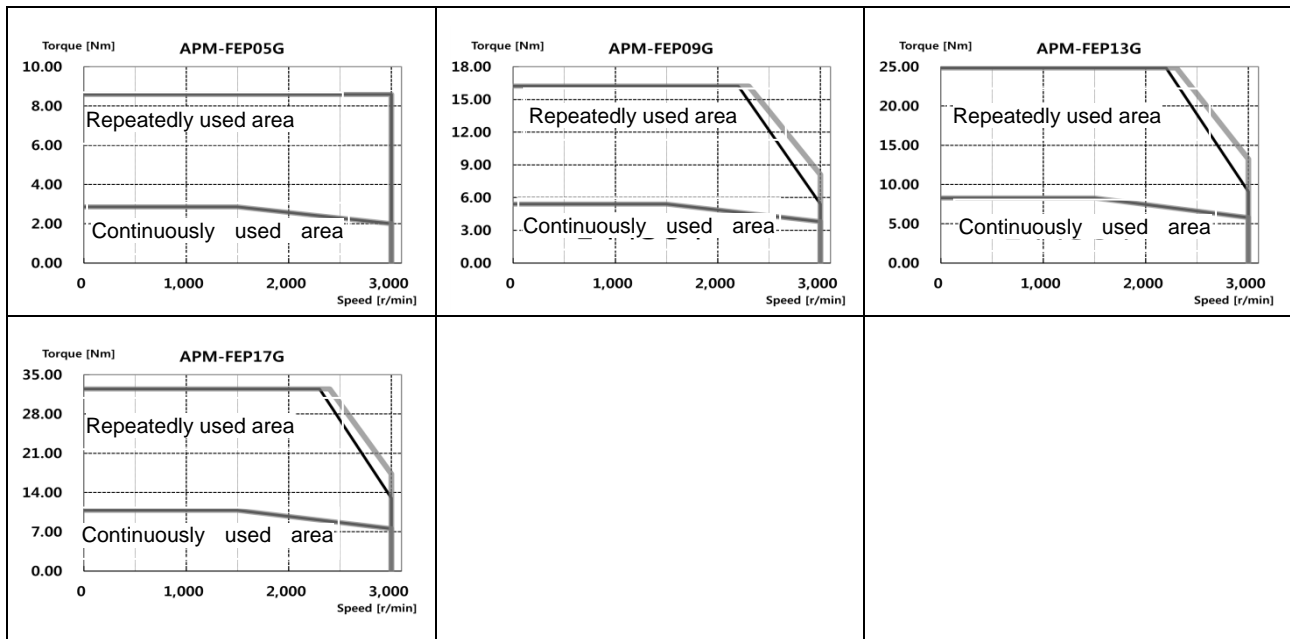 Torque [Nm] APM-FEP05G
10.00
8.00
6.00
4.00
2.00
0.00
Repeatedly used area
Continuously used area
0 1,000 2,000 3,000
Speed [r/min]
Torque [Nm] APM-FEP09G
18.00
15.00
12.00
9.00
6.00
3.00
0.00
Repeatedly used area
Continuously used area
0 1,000 2,000 3,000
Speed [r/min]
Torque [Nm] APM-FEP13G
25.00
20.00
15.00
10.00
5.00
0.00
Repeatedly used area
Continuously used area
0 1,000 2,000 3,000
Speed [r/min]
Torque [Nm] APM-FEP17G
35.00
28.00
21.00
14.00
7.00
0.00
Repeatedly used area
Continuously used area
0 1,000 2,000 3,000
Speed [r/min]